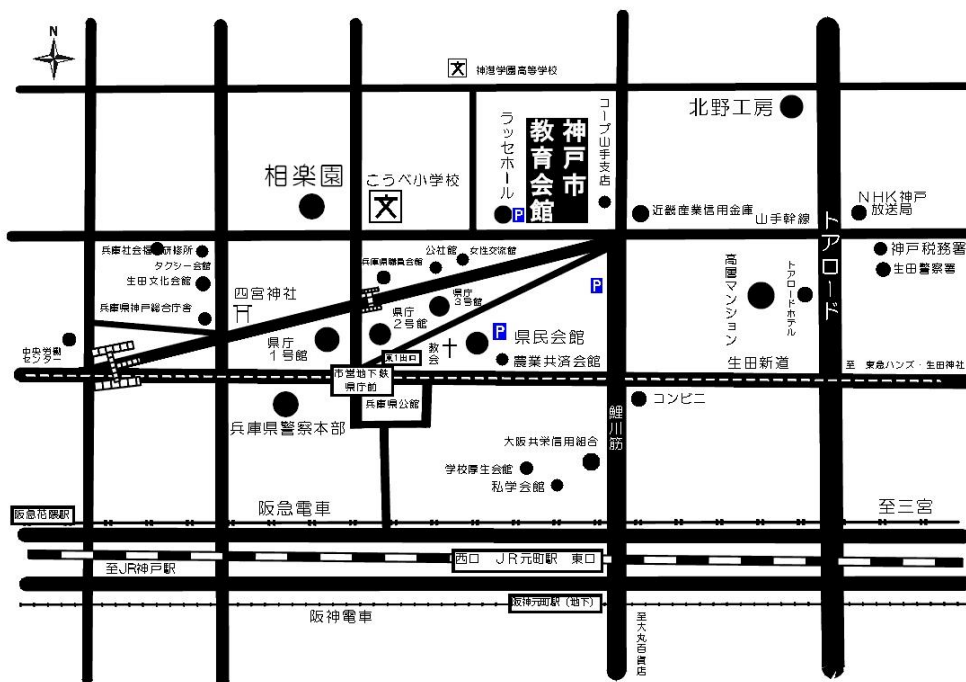 N
神港学園高等学校
北野工房
コープ山手支店
神戸市
教育会館
ラッセホール
P
相楽園
こうべ小学校
近畿産業信用金庫
山手幹線
トアロード
NHK神戸
放送局
神戸税務署
生田警察署
兵庫社会福祉研修所
タクシー会館
生田文化会館
兵庫県神戸総合庁舎
四宮神社
兵庫県職員会館
公社館
女性交流館
県庁
3号館
県庁
2号館
県庁
1号館
P
P
県民会館
教会
農業共済会館
高層マンション
トアロードホテル
生田新道
至 東急ハンズ・生田神社
中央労働
センター
東1出口
市営地下鉄
県庁前
兵庫県公館
兵庫県警察本部
コンビニ
鯉川筋
大阪共栄信用組合
学校厚生会館
私学会館
阪急花隈駅
阪急電車
至三宮
至JR神戸駅
西口 JR元町駅 東口
阪神電車
阪神元町駅(地下)
至大丸百貨店